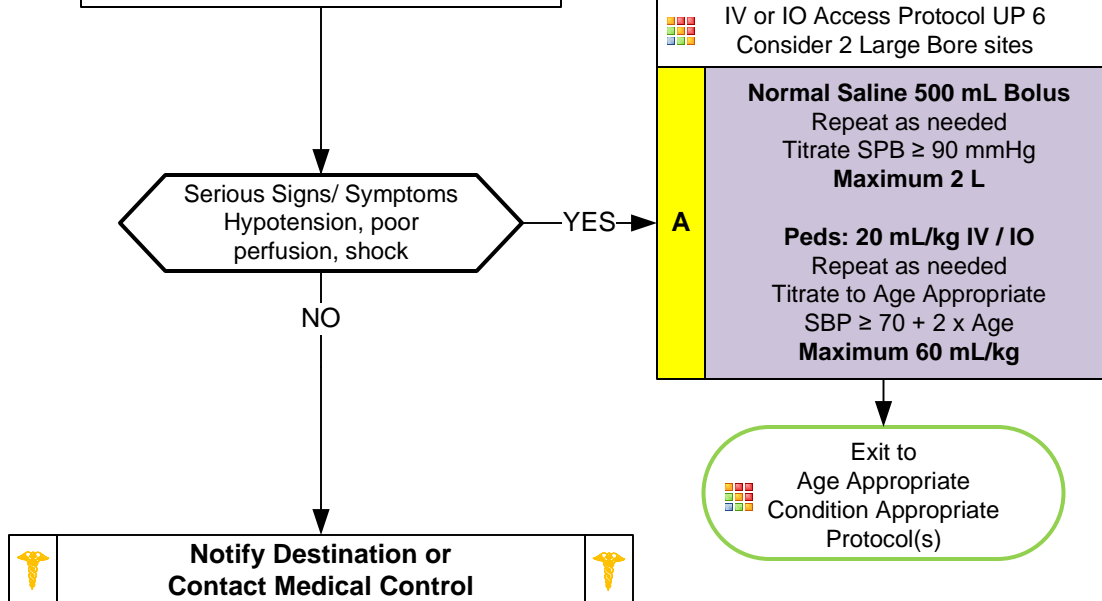 IV or IO Access Protocol UP 6
Consider 2 Large Bore sites
A
Normal Saline 500 mL Bolus
Repeat as needed
Titrate SPB ≥ 90 mmHg
Maximum 2 L
Peds: 20 mL/kg IV / IO
Repeat as needed
Titrate to Age Appropriate
SBP ≥ 70 + 2 x Age
Maximum 60 mL/kg
Serious Signs/ Symptoms
Hypotension, poor
perfusion, shock
YES
NO
Exit to
Age Appropriate
Condition Appropriate
Protocol(s)
Notify Destination or
Contact Medical Control